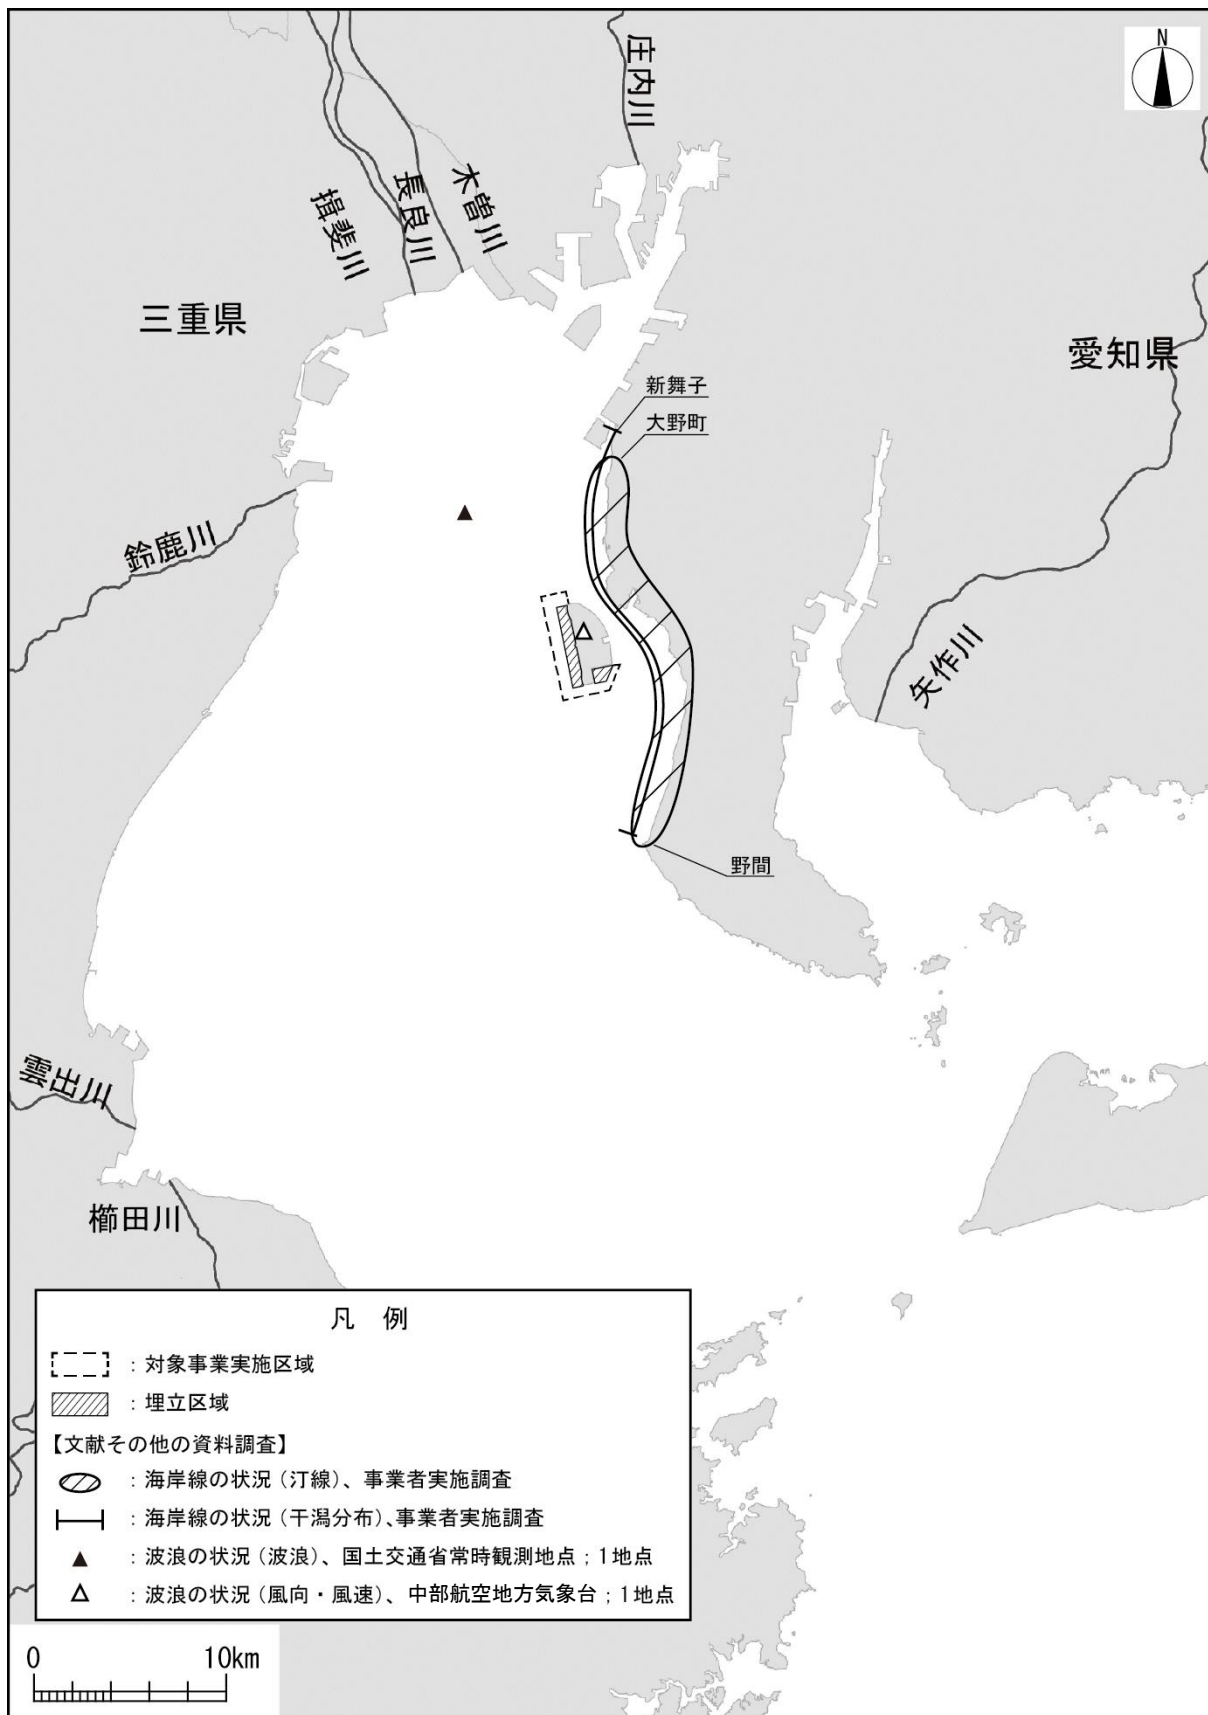 N
庄内川
木曽川
長良川
揖斐川
三重県
愛知県
新舞子
大野町
鈴鹿川
矢作川
野間
雲出川
櫛田川
凡 例
：対象事業実施区域
：埋立区域
【文献その他の資料調査】
：海岸線の状況（汀線）、事業者実施調査
：海岸線の状況（干潟分布）、事業者実施調査
：波浪の状況（波浪）、国土交通省常時観測地点；1地点
：波浪の状況（風向・風速）、中部航空地方気象台；1地点
0 10km